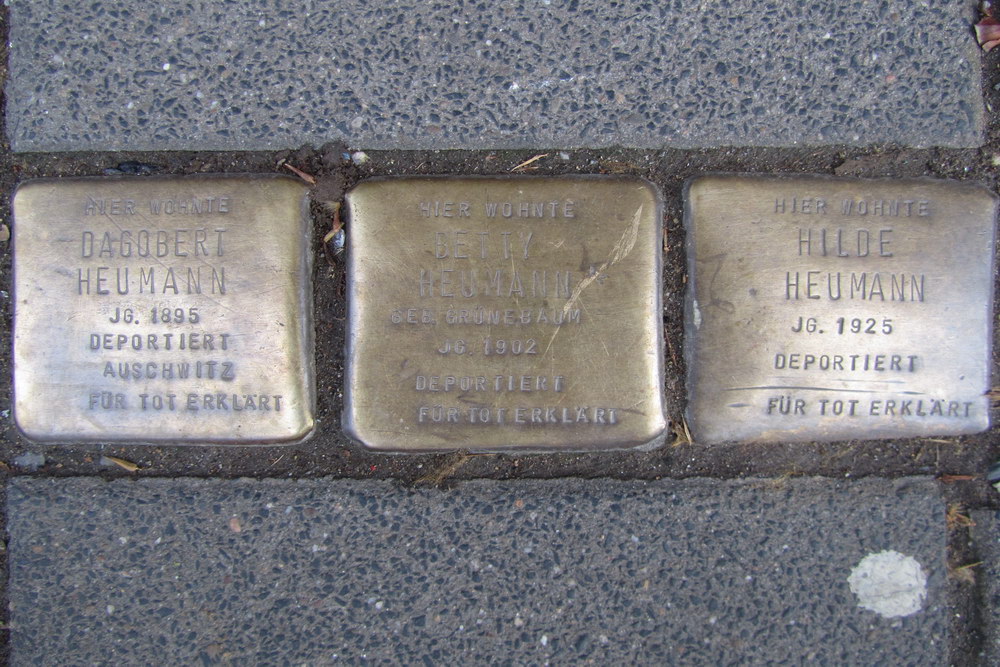 HIER WOHNTE
DAGOBERT
HEUMANN
JG. 1895
DEPORTIERT
AUSCHWITZ
FÜR TOT ERKLÄRT
HIER WOHNTE
BETTY
HEUMANN
GEB. GRÜNEBAUM
JG. 1902
DEPORTIERT
FÜR TOT ERKLÄRT
HIER WOHNTE
HILDE
HEUMANN
JG. 1925
DEPORTIERT
FÜR TOT ERKLÄRT